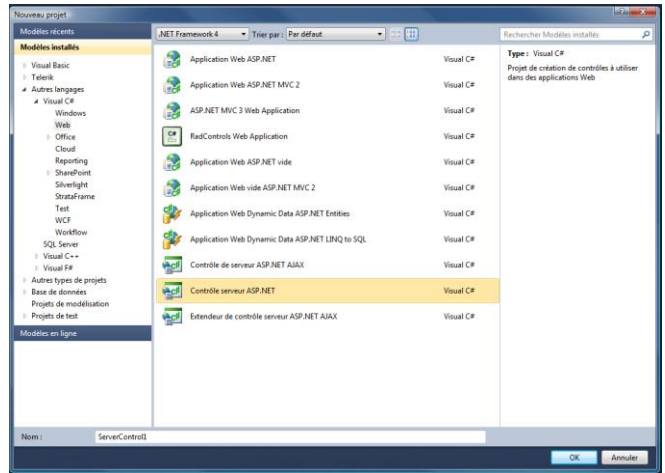 Nouveau projet
Modèles récents
.NET Framework 4
Trier par : Par défaut
Rechercher Modèles installés
Modèles installés
Visual Basic
Telerik
Autres langages
Visual C#
Windows
Web
Office
Cloud
Reporting
SharePoint
Silverlight
StrataFrame
Test
WCF
Workflow
SQL Server
Visual C++
Visual F#
Autres types de projets
Base de données
Projets de modélisation
Projets de test
Modèles en ligne
Application Web ASP.NET Visual C#
Application Web ASP.NET MVC 2 Visual C#
ASP.NET MVC 3 Web Application Visual C#
RadControls Web Application Visual C#
Application Web ASP.NET vide Visual C#
Application Web vide ASP.NET MVC 2 Visual C#
Application Web Dynamic Data ASP.NET Entities Visual C#
Application Web Dynamic Data ASP.NET LINQ to SQL Visual C#
Contrôle de serveur ASP.NET AJAX Visual C#
Contrôle serveur ASP.NET Visual C#
Extendeur de contrôle serveur ASP.NET AJAX Visual C#
Type : Visual C#
Projet de création de contrôles à utiliser
dans des applications Web
Nom : ServerControl1
OK Annuler